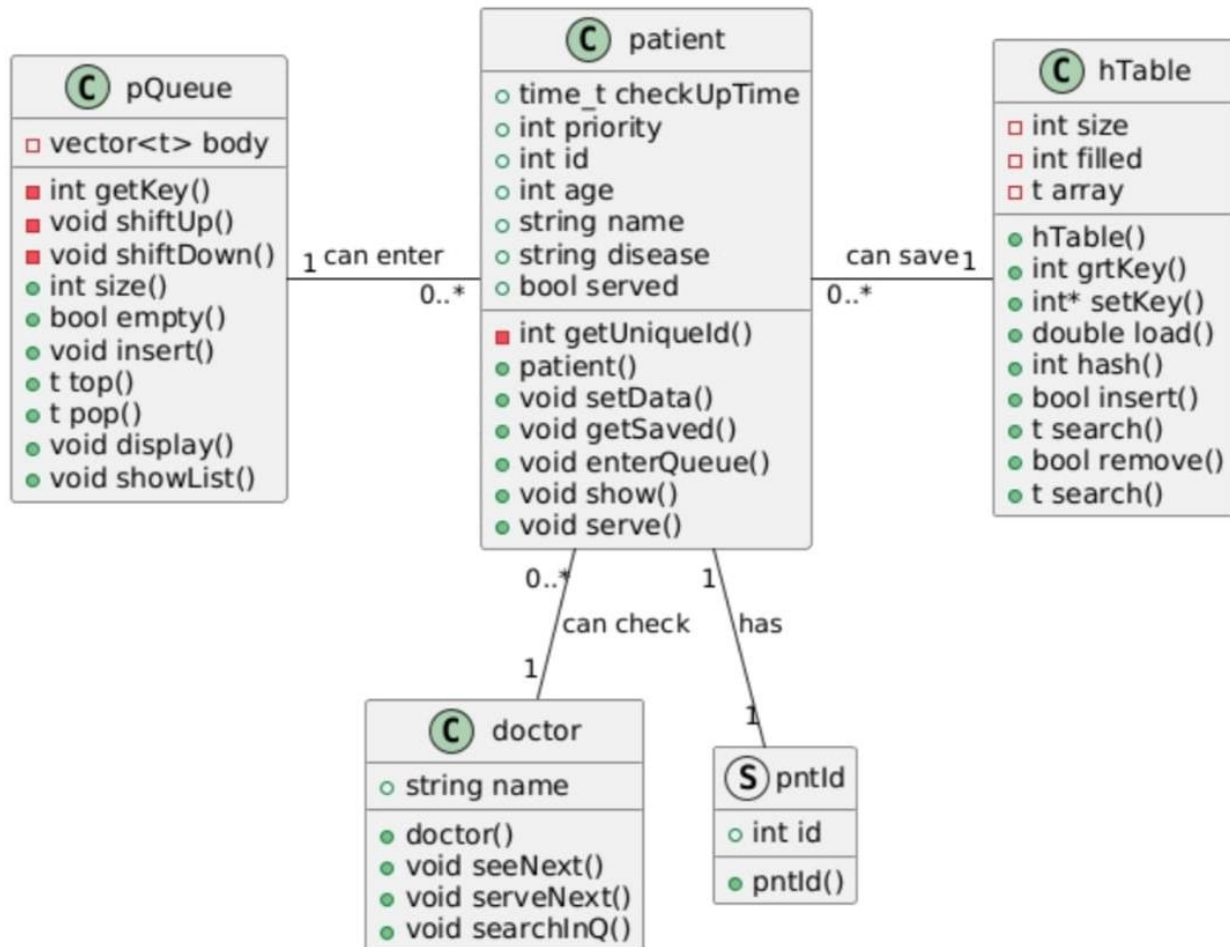 C pQueue
vector<t> body
int getKey()
void shiftUp()
void shiftDown()
int size()
bool empty()
void insert()
t top()
t pop()
void display()
void showList()
1 can enter
0..*
C patient
time_t checkUpTime
int priority
int id
int age
string name
string disease
bool served
int getUniqueId()
patient()
void setData()
void getSaved()
void enterQueue()
void show()
void serve()
can save 1
0..*
C hTable
int size
int filled
t array
hTable()
int grtKey()
int* setKey()
double load()
int hash()
bool insert()
t search()
bool remove()
t search()
0..*
can check
1
1
has
1
C doctor
string name
doctor()
void seeNext()
void serveNext()
void searchInQ()
S pntId
int id
pntId()